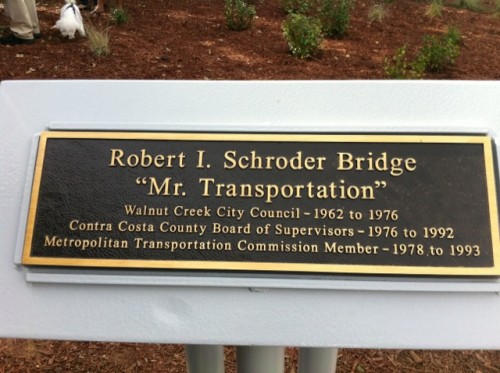 Robert I. Schroder Bridge
"Mr. Transportation"
Walnut Creek City Council - 1962 to 1976
Contra Costa County Board of Supervisors - 1976 to 1992
Metropolitan Transportation Commission Member - 1978 to 1993